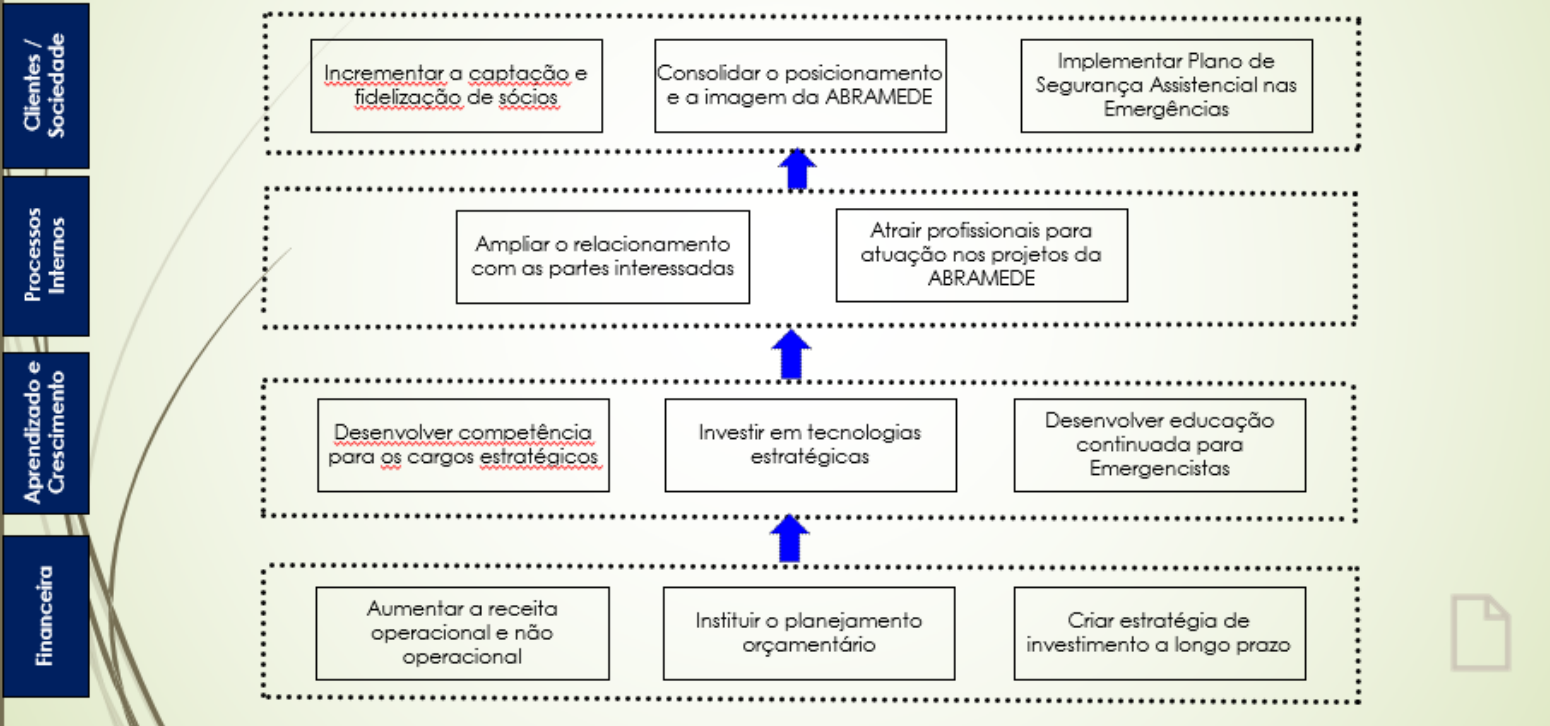 Clientes /
Sociedade
Incrementar a captação e
fidelização de sócios
Consolidar o posicionamento
e a imagem da ABRAMEDE
Implementar Plano de
Segurança Assistencial nas
Emergências
Processos
Internos
Ampliar o relacionamento
com as partes interessadas
Atrair profissionais para
atuação nos projetos da
ABRAMEDE
Aprendizado e
Crescimento
Desenvolver competência
para os cargos estratégicos
Investir em tecnologias
estratégicas
Desenvolver educação
continuada para
Emergencistas
Financeira
Aumentar a receita
operacional e não
operacional
Instituir o planejamento
orçamentário
Criar estratégia de
investimento a longo prazo